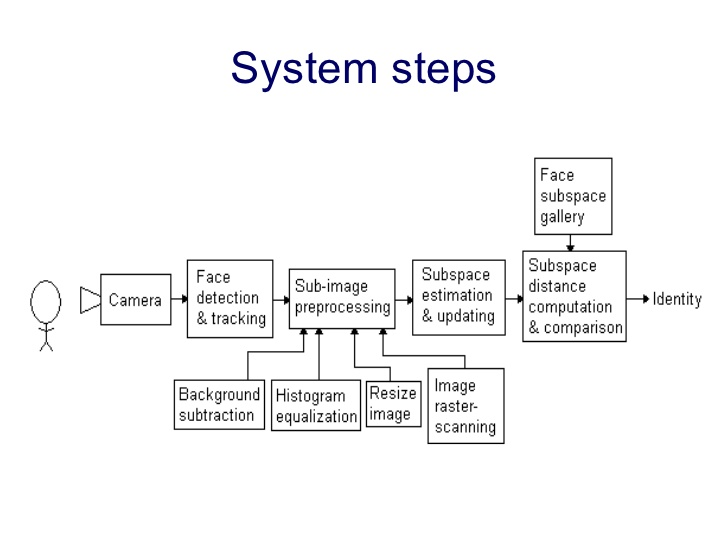 System steps
Face
subspace
gallery
Camera
Face
detection
& tracking
Sub-image
preprocessing
Subspace
estimation
& updating
Subspace
distance
computation
& comparison
Identity
Background
subtraction
Histogram
equalization
Resize
image
Image
raster-
scanning